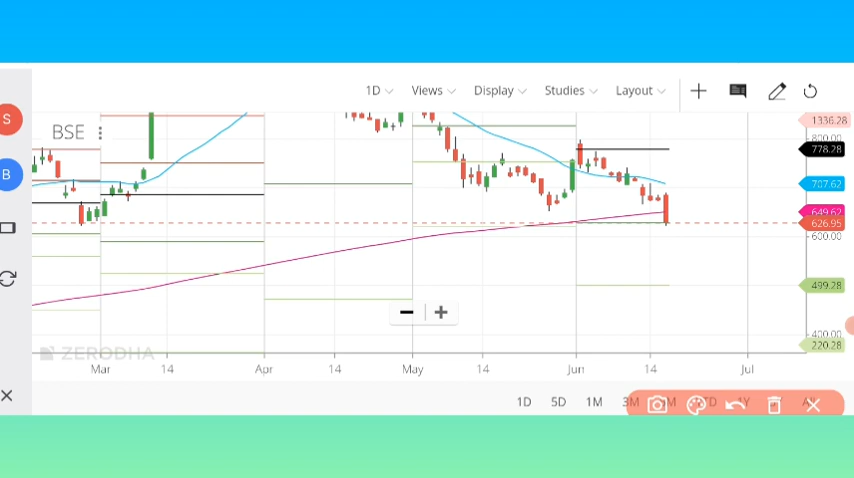 1D Views Display Studies Layout
S
BSE
B
1336.28
800.00
778.28
707.62
649.62
626.95
600.00
499.28
400.00
220.28
ZERODHA
Mar 14 Apr 14 May 14 Jun 14 Jul
1D 5D 1M 3M